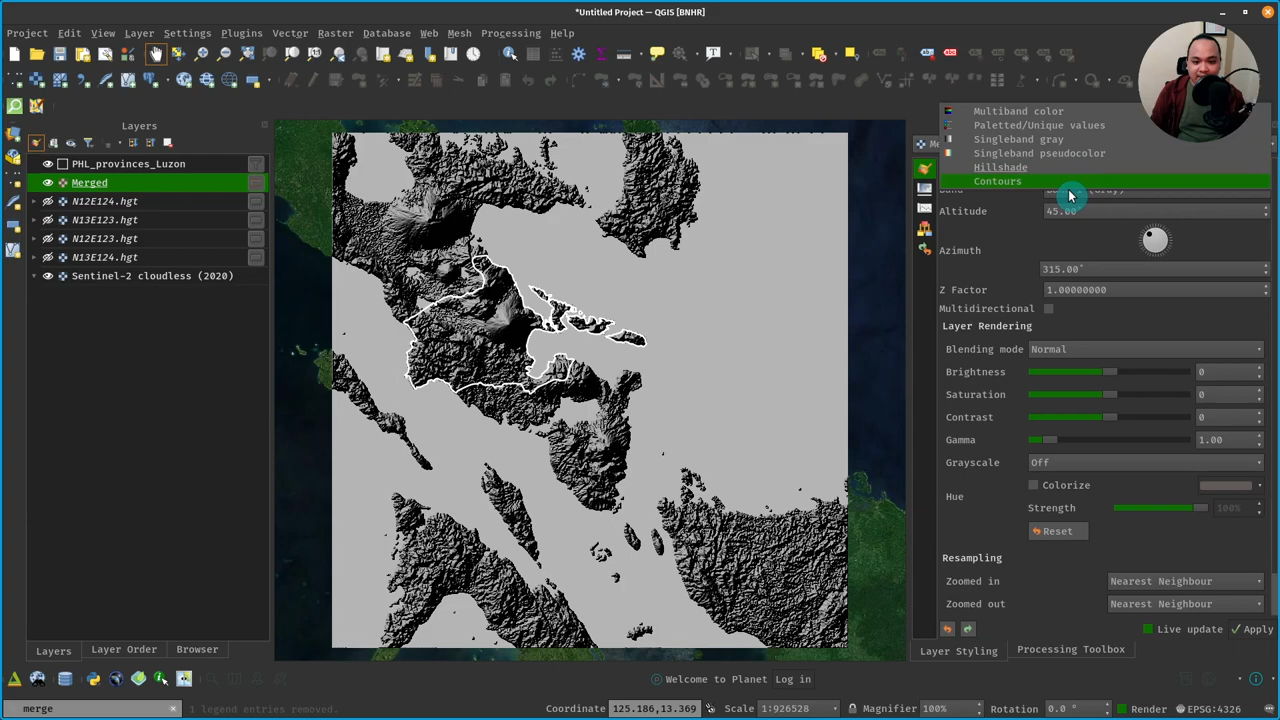 *Untitled Project — QGIS [BNHR]
Project Edit View Layer Settings Plugins Vector Raster Database Web Mesh Processing Help
Layers
Multiband color
Paletted/Unique values
Singleband gray
Singleband pseudocolor
Hillshade
Contours
PHL_provinces_Luzon
Merged
N12E124.hgt
N13E123.hgt
N12E123.hgt
N13E124.hgt
Sentinel-2 cloudless (2020)
Altitude 45.00
Azimuth
315.00°
Z Factor 1.00000000
Multidirectional
Layer Rendering
Blending mode Normal
Brightness 0
Saturation 0
Contrast 0
Gamma 1.00
Grayscale Off
Hue Colorize
Strength 100%
Reset
Resampling
Zoomed in Nearest Neighbour
Zoomed out Nearest Neighbour
Live update Apply
Layers Layer Order Browser
Layer Styling Processing Toolbox
Welcome to Planet Log in
merge 1 legend entries removed. Coordinate 125.186,13.369 Scale 1:926528 Magnifier 100% Rotation 0.0 ° Render EPSG:4326